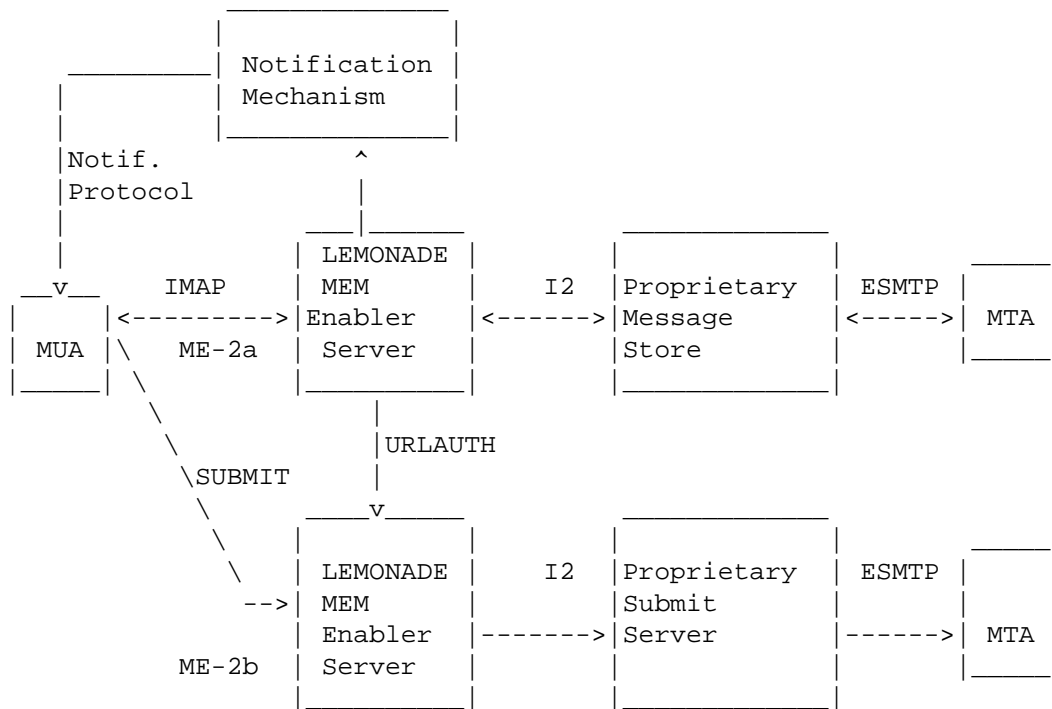 Notification
Mechanism
Notif.
Protocol
LEMONADE
IMAP MEM I2 Proprietary ESMTP
Enabler Message MTA
MUA ME-2a Server Store
URLAUTH
SUBMIT
LEMONADE I2 Proprietary ESMTP
MEM Submit
Enabler Server MTA
ME-2b Server